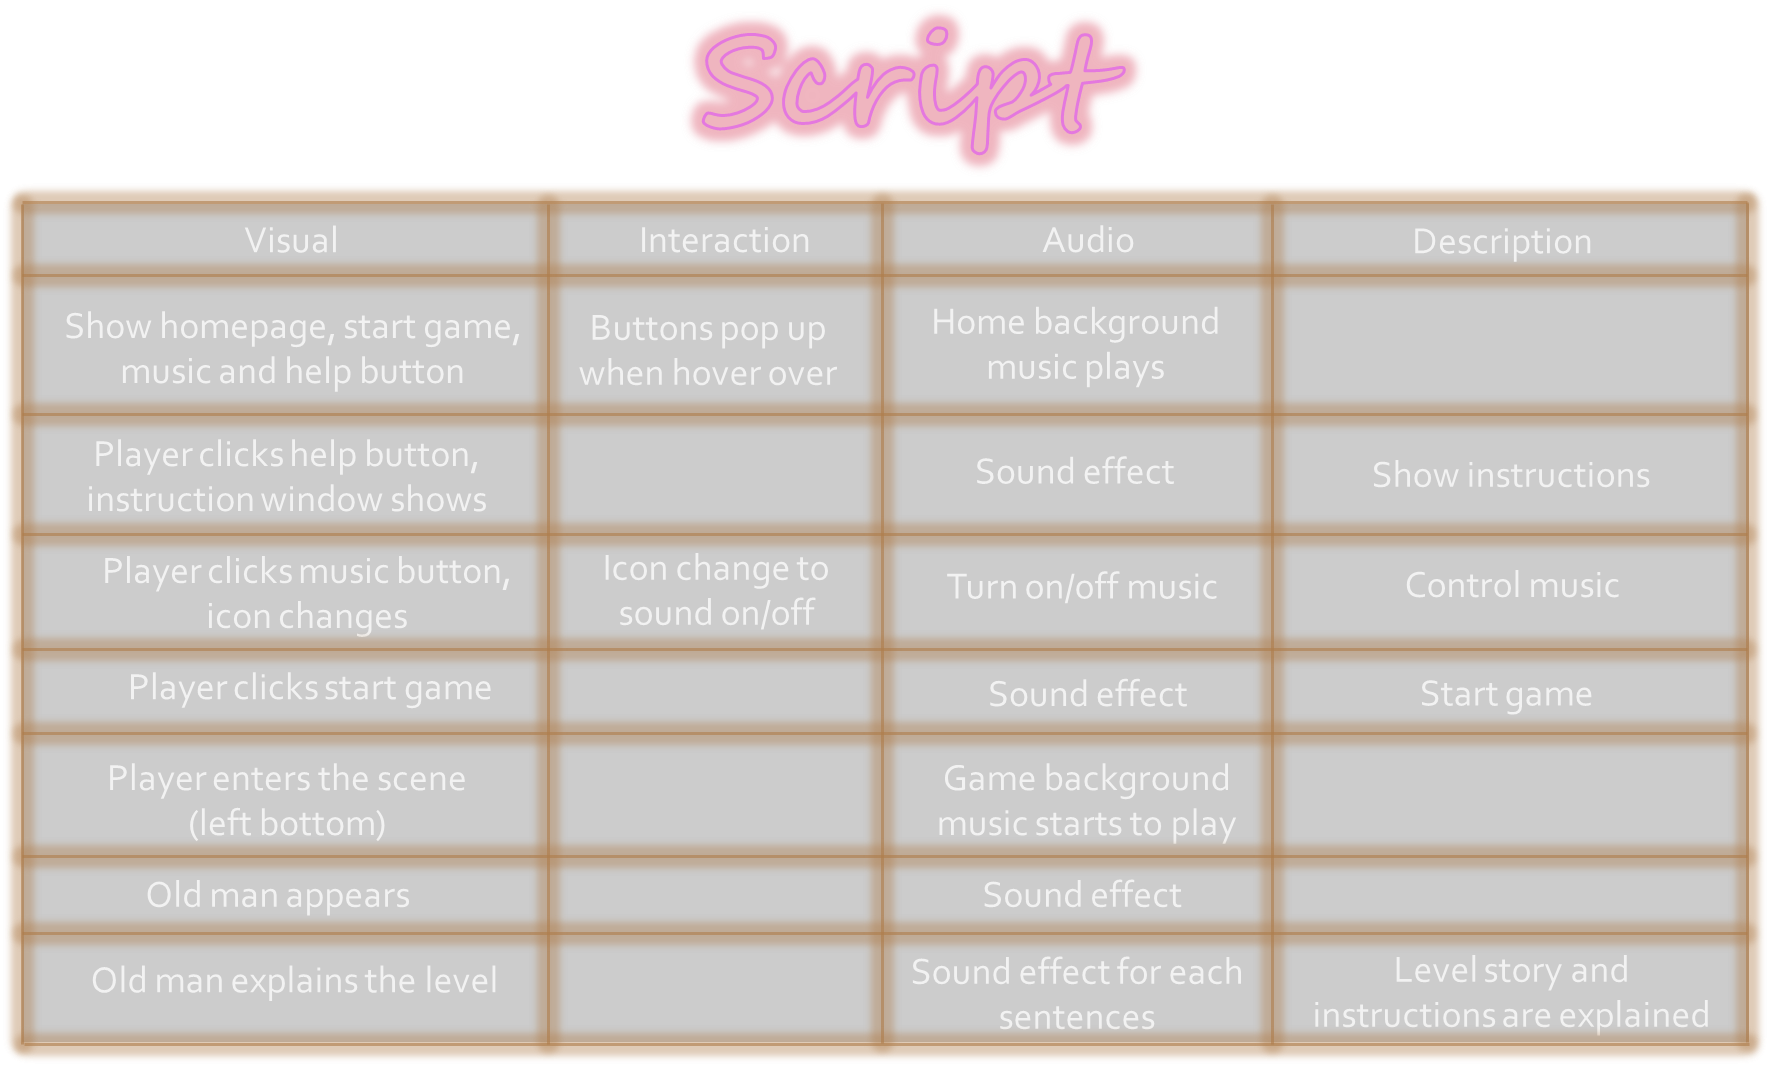 Script
Visual
Interaction
Audio
Description
Show homepage, start game,
music and help button
Buttons pop up
when hover over
Home background
music plays
Player clicks help button,
instruction window shows
Sound effect
Show instructions
Player clicks music button,
icon changes
Icon change to
sound on/off
Turn on/off music
Control music
Player clicks start game
Sound effect
Start game
Player enters the scene
(left bottom)
Game background
music starts to play
Old man appears
Sound effect
Old man explains the level
Sound effect for each
sentences
Level story and
instructions are explained